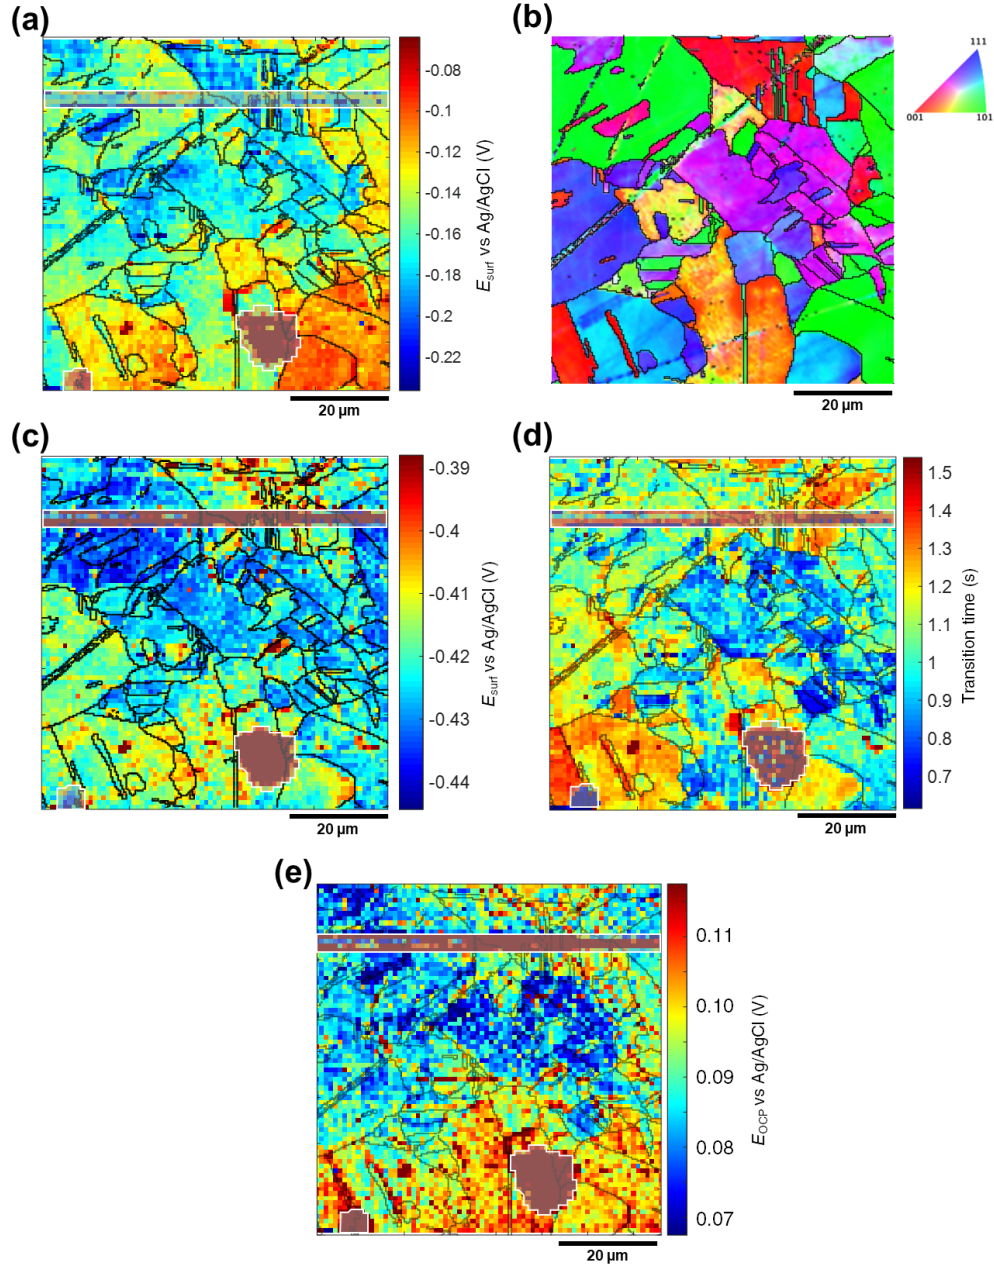 (a)
-0.08
-0.1
-0.12
-0.14
-0.16
-0.18
-0.2
-0.22
Esurf vs Ag/AgCl (V)
20 µm
(b)
111
001
101
20 µm
(c)
-0.39
-0.4
-0.41
-0.42
-0.43
-0.44
Esurf vs Ag/AgCl (V)
20 µm
(d)
1.5
1.4
1.3
1.2
1.1
1
0.9
0.8
0.7
Transition time (s)
20 µm
(e)
0.11
0.10
0.09
0.08
0.07
EOCP vs Ag/AgCl (V)
20 µm